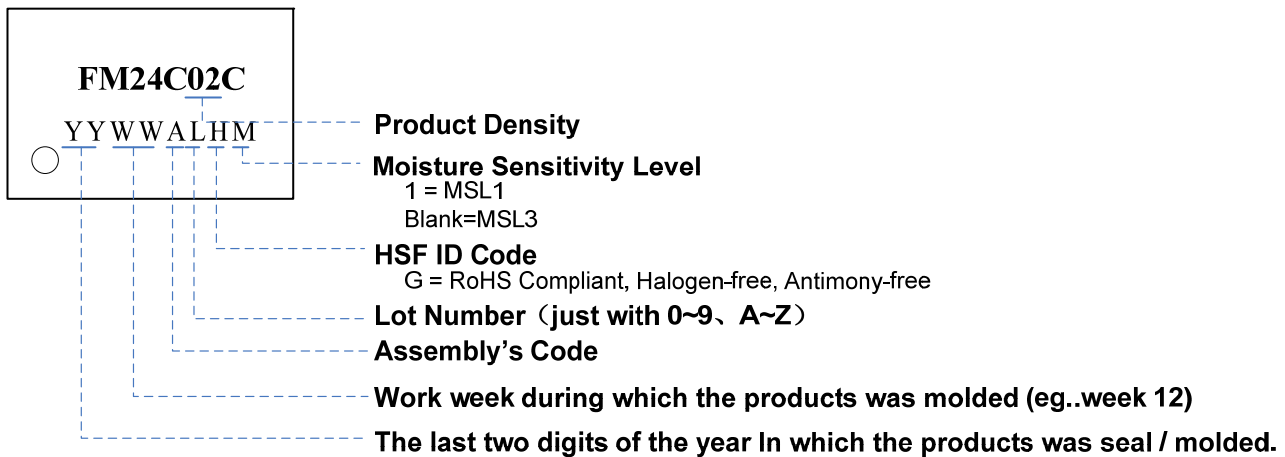 FM24C02C
YYWWALHM
Product Density
Moisture Sensitivity Level
1 = MSL1
Blank=MSL3
HSF ID Code
G = RoHS Compliant, Halogen-free, Antimony-free
Lot Number（just with 0~9、A~Z）
Assembly’s Code
Work week during which the products was molded (eg..week 12)
The last two digits of the year In which the products was seal / molded.